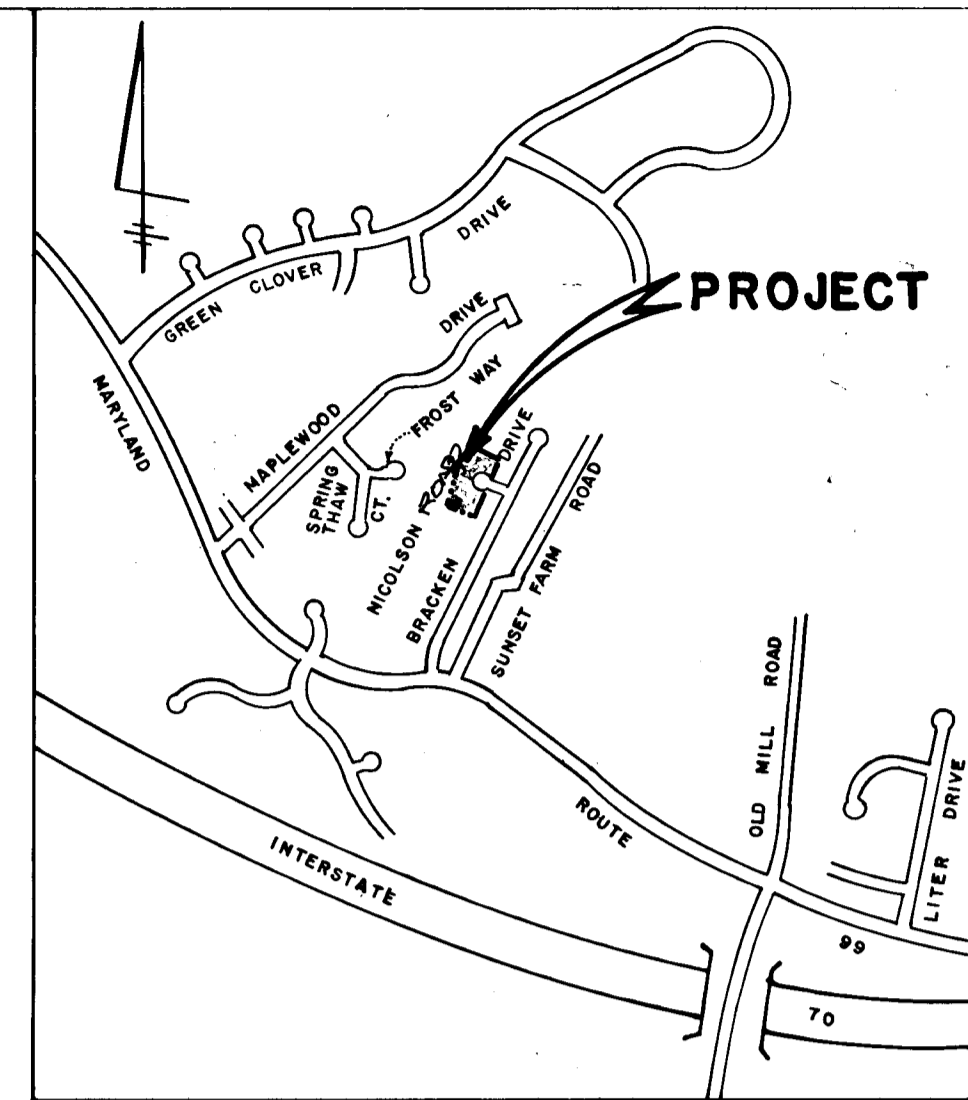 DRIVE
GREEN CLOVER
PROJECT
DRIVE
MARYLAND
MAPLEWOOD
FROST WAY
DRIVE
SPRING
THAW
CT.
NICOLSON ROAD
ROAD
BRACKEN
SUNSET FARM
OLD MILL ROAD
LITER DRIVE
ROUTE
INTERSTATE
99
70